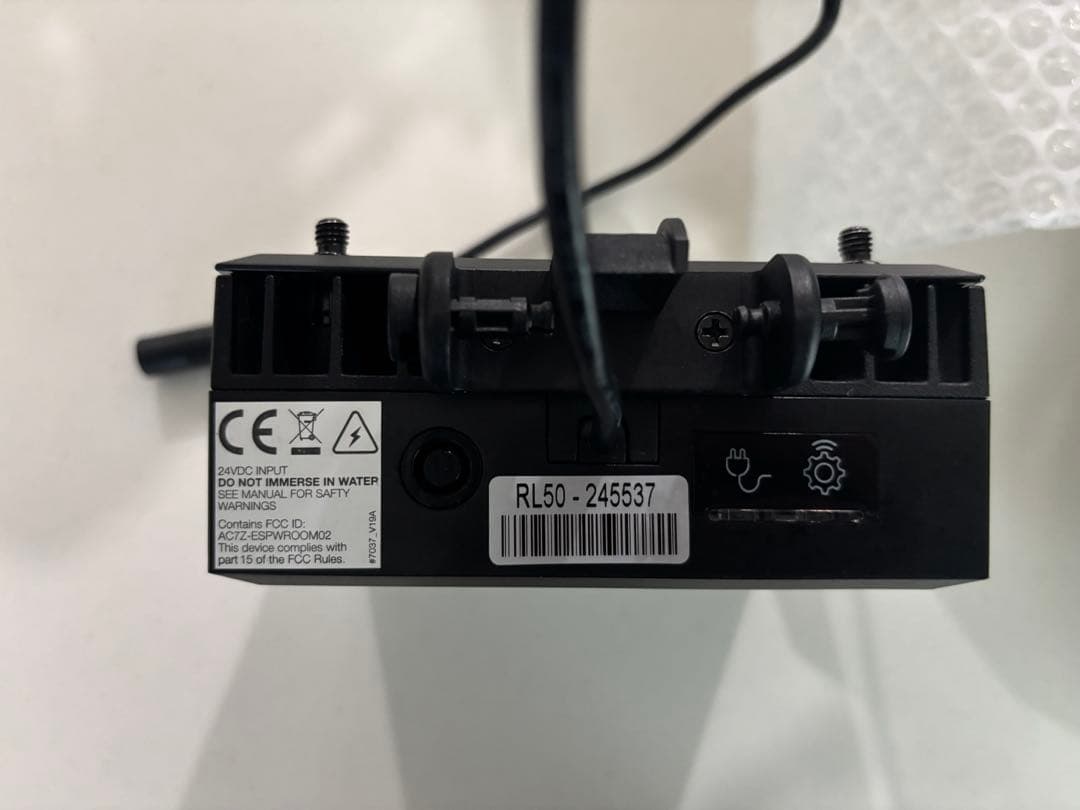 CE
24VDC INPUT
DO NOT IMMERSE IN WATER
SEE MANUAL FOR SAFTY
WARNINGS
Contains FCC ID:
AC7Z-ESPWROOM02
This device complies with
part 15 of the FCC Rules.
#7037_V19A
RL50 - 245537